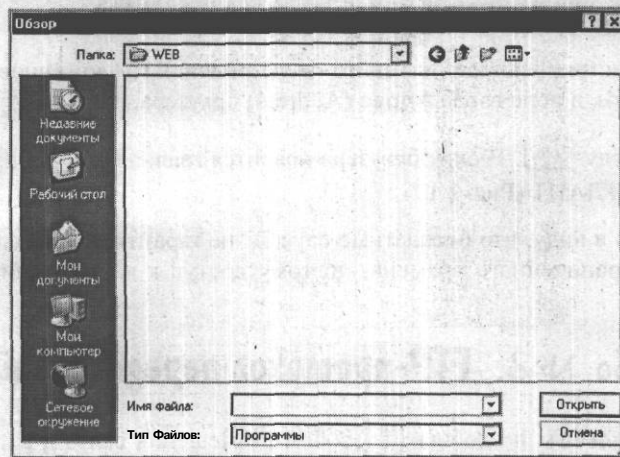 Обзор
Папка: WEB
Недавние
документы
Рабочий стол
Мои
документы
Мой
компьютер
Сетевое
окружение
Имя файла:
Открыть
Тип Файлов: Программы
Отмена